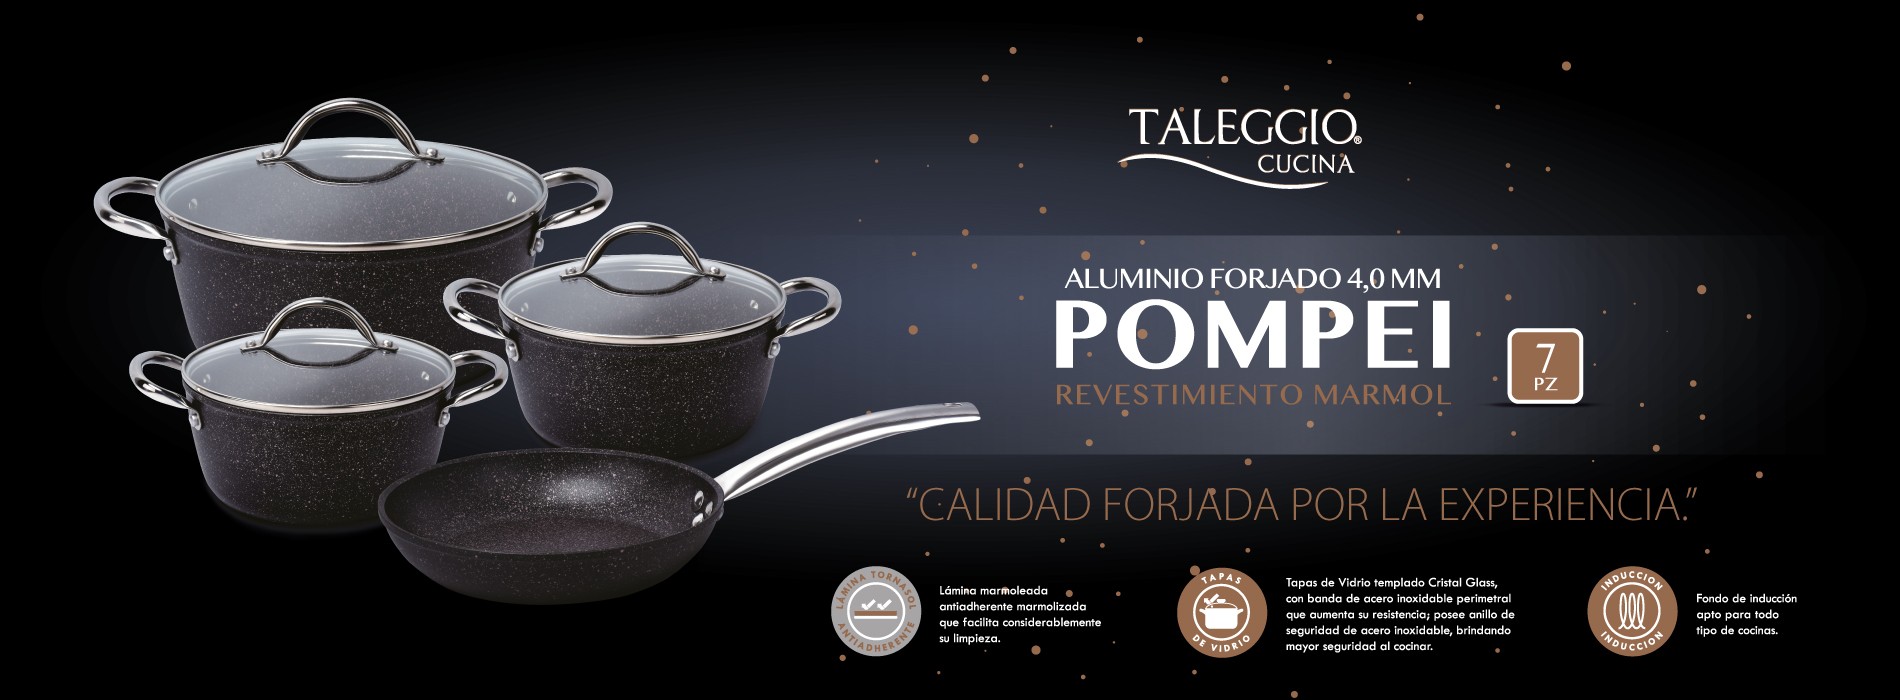 TALEGGIO®
CUCINA
ALUMINIO FORJADO 4,0 MM
POMPEI
REVESTIMIENTO MARMOL
7
PZ
“CALIDAD FORJADA POR LA EXPERIENCIA.”
LÁMINA TORNASOL
ANTIADHERENTE
Lámina marmoleada
antiadherente marmolizada
que facilita considerablemente
su limpieza.
TAPAS
DE VIDRIO
Tapas de Vidrio templado Cristal Glass,
con banda de acero inoxidable perimetral
que aumenta su resistencia; posee anillo de
seguridad de acero inoxidable, brindando
mayor seguridad al cocinar.
INDUCCION
INDUCCION
Fondo de inducción
apto para todo
tipo de cocinas.